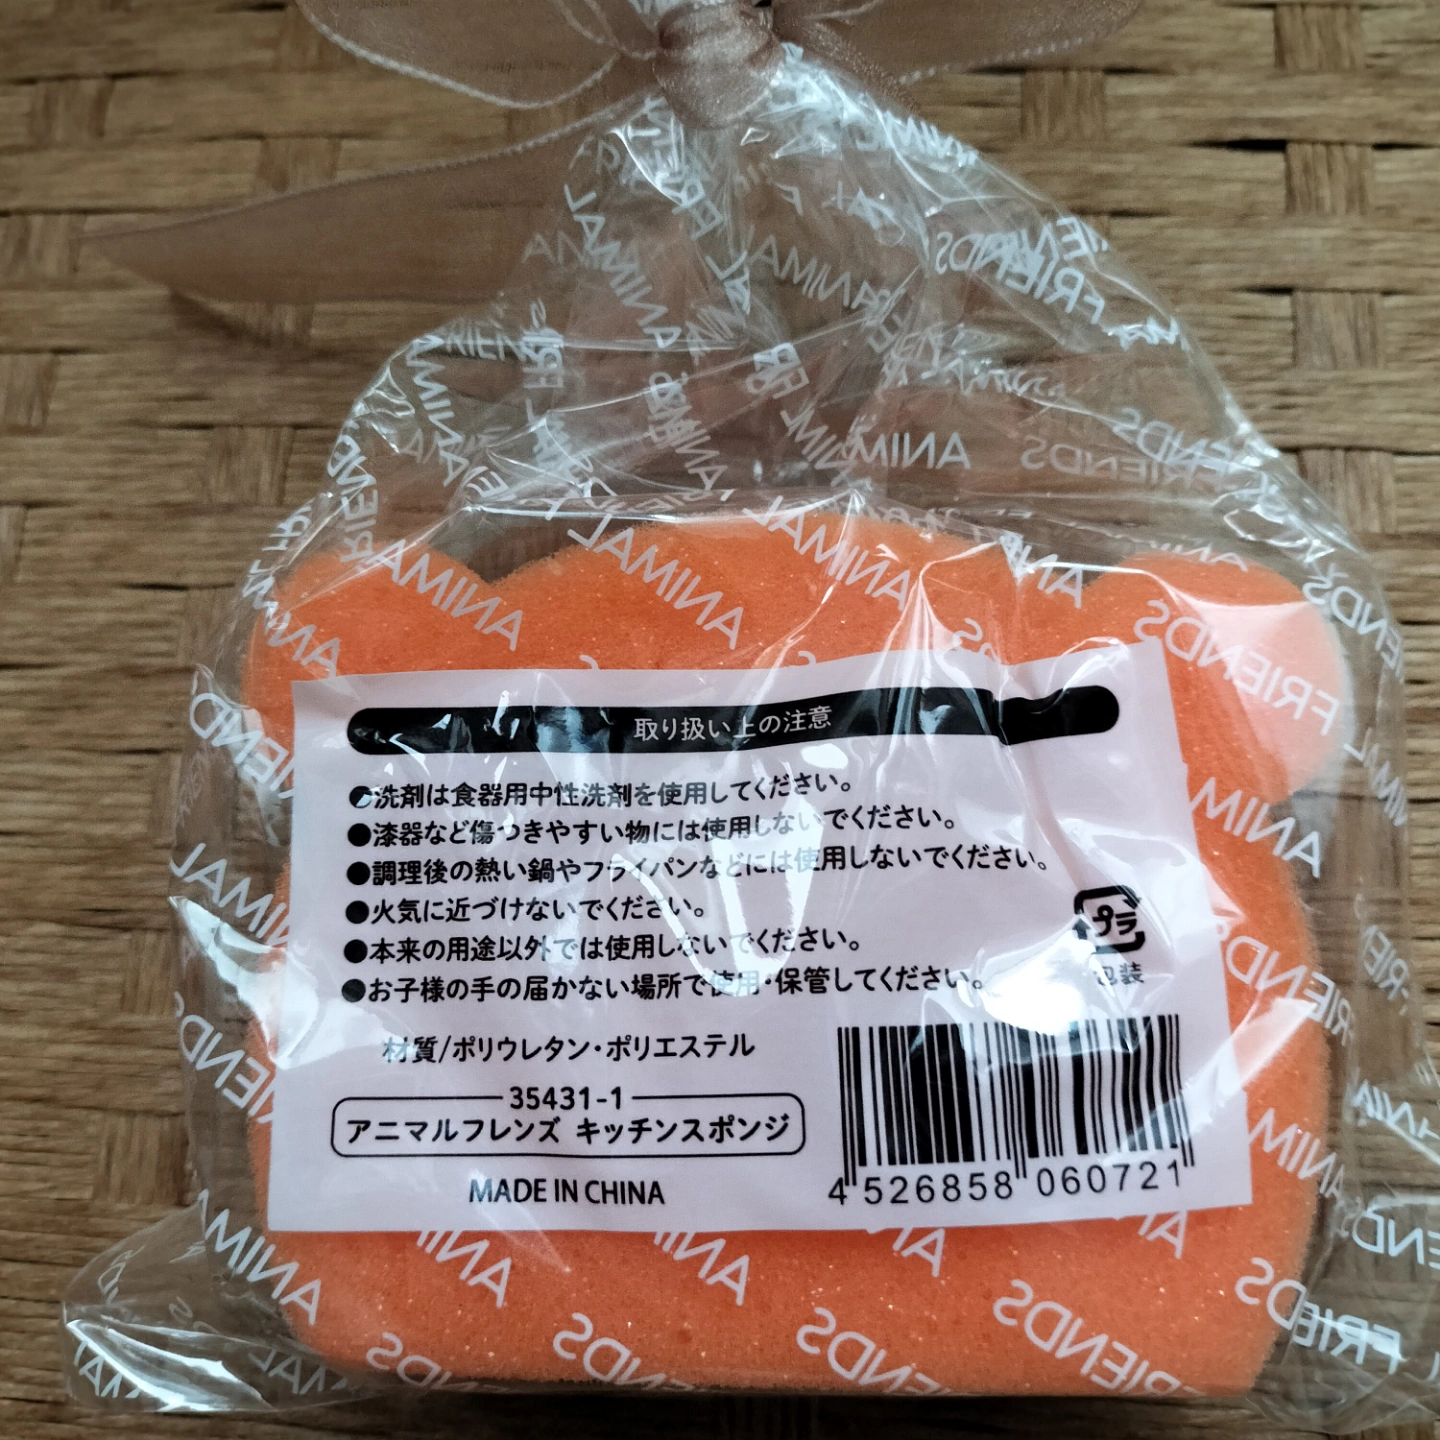 取り扱い上の注意
●洗剤は食器用中性洗剤を使用してください。
●漆器など傷つきやすい物には使用しないでください。
●調理後の熱い鍋やフライパンなどには使用しないでください。
●火気に近づけないでください。
●本来の用途以外では使用しないでください。
●お子様の手の届かない場所で使用・保管してください。
プラ
包装
材質/ポリウレタン・ポリエステル
35431-1
アニマルフレンズ キッチンスポンジ
MADE IN CHINA
4 526858 060721
ANIMAL
FRIENDS